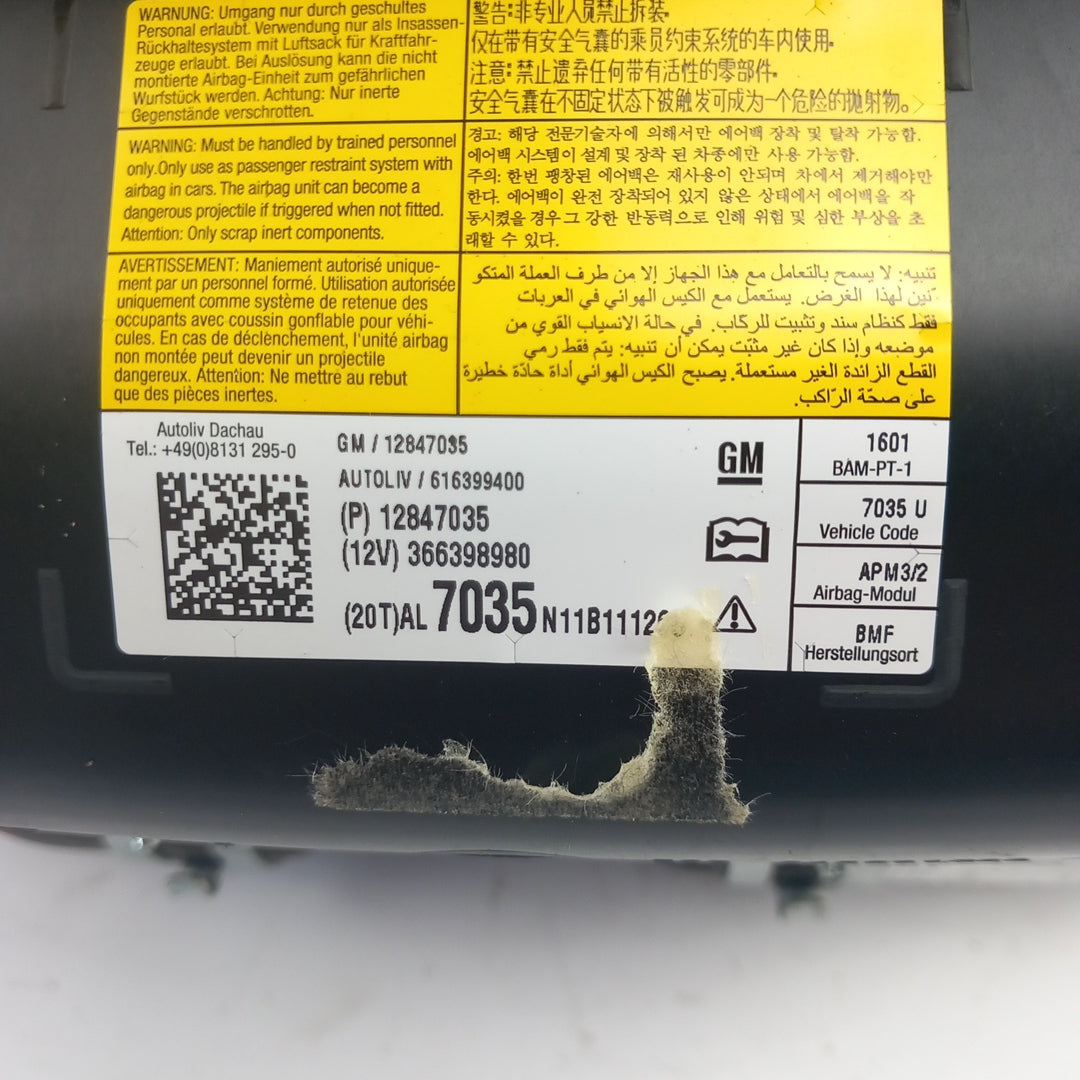 WARNUNG: Umgang nur durch geschultes
Personal erlaubt. Verwendung nur als Insassen-
Rückhaltesystem mit Luftsack für Kraftfahr-
zeuge erlaubt. Bei Auslösung kann die nicht
montierte Airbag-Einheit zum gefährlichen
Wurfstück werden. Achtung: Nur inerte
Gegenstände verschrotten.
警告:非专业人员禁止拆装.
仅在带有安全气囊的乘员约束系统的车内使用.
注意:禁止遗弃任何带有活性的零部件.
安全气囊在不固定状态下被触发可成为一个危险的抛射物。
WARNING: Must be handled by trained personnel
only.Only use as passenger restraint system with
airbag in cars. The airbag unit can become a
dangerous projectile if triggered when not fitted.
Attention: Only scrap inert components.
경고: 해당 전문기술자에 의해서만 에어백 장착 및 탈착 가능함.
에어백 시스템이 설계 및 장착 된 차종에만 사용 가능함.
주의: 한번 팽창된 에어백은 재사용이 안되며 차에서 제거해야만
한다. 에어백이 완전 장착되어 있지 않은 상태에서 에어백을 작
동시켰을 경우 그 강한 반동력으로 인해 위험 및 심한 부상을 초
래할 수 있다.
AVERTISSEMENT: Maniement autorisé unique-
ment par un personnel formé. Utilisation autorisée
uniquement comme système de retenue des
occupants avec coussin gonflable pour véhi-
cules. En cas de déclenchement, l'unité airbag
non montée peut devenir un projectile
dangereux. Attention: Ne mettre au rebut
que des pièces inertes.
تنبيه: لا يسمح بالتعامل مع هذا الجهاز إلا من طرف العملة المتكو
نين لهذا الغرض. يستعمل مع الكيس الهوائي في العربات
فقط كنظام سند وتثبيت للركاب. في حالة الانسياب القوي من
موضعه وإذا كان غير مثبت يمكن أن تنبيه: يتم فقط رمي
القطع الزائدة الغير مستعملة. يصبح الكيس الهوائي أداة حادّة خطيرة
على صحّة الرّاكب.
Autoliv Dachau
Tel.: +49(0)8131 295-0
GM / 12847035
AUTOLIV / 616399400
(P) 12847035
(12V) 366398980
(20T)AL 7035 N11B1112
GM
1601
BAM-PT-1
7035 U
Vehicle Code
APM3/2
Airbag-Modul
BMF
Herstellungsort